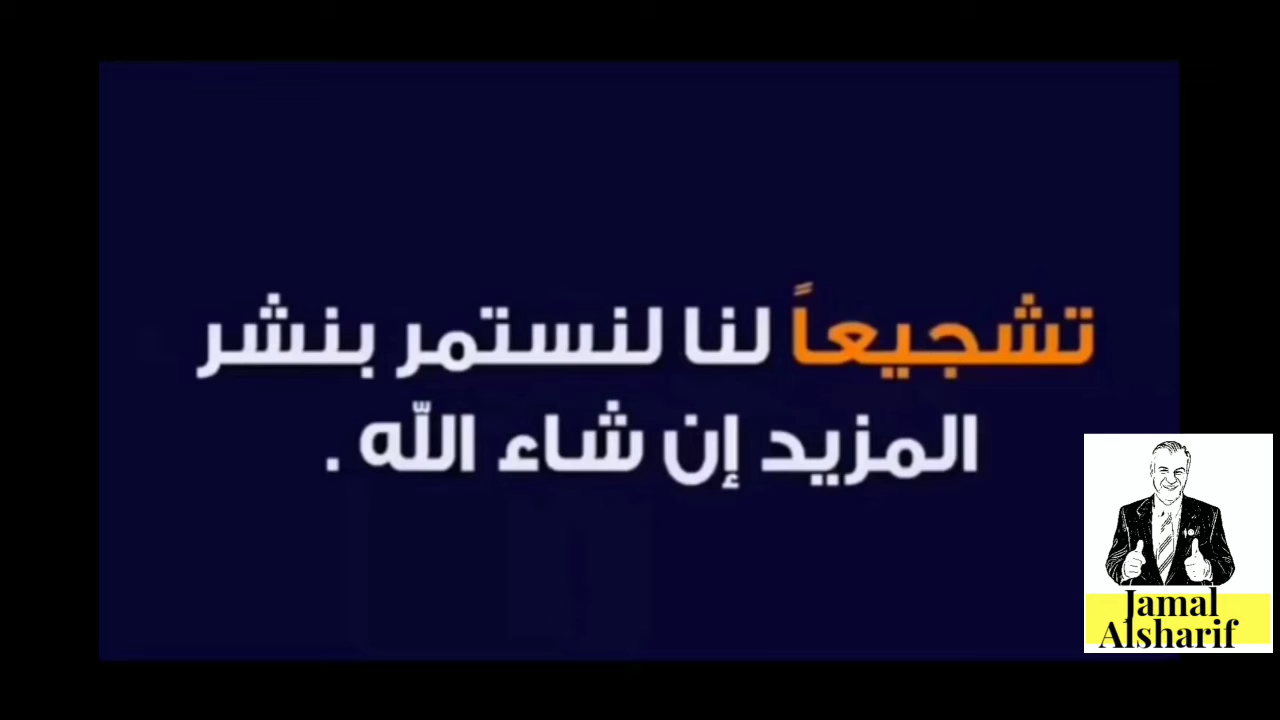 تشجيعاً لنا لنستمر بنشر
المزيد إن شاء الله .
Jamal
Alsharif